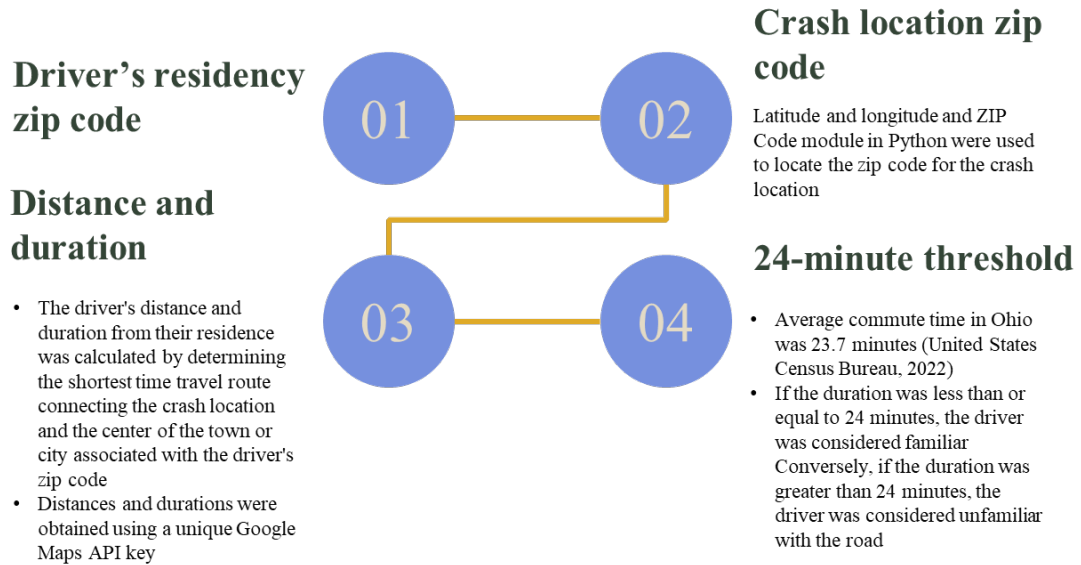 Driver’s residency
zip code
01
02
Crash location zip
code
Latitude and longitude and ZIP
Code module in Python were used
to locate the zip code for the crash
location
Distance and
duration
• The driver's distance and
duration from their residence
was calculated by determining
the shortest time travel route
connecting the crash location
and the center of the town or
city associated with the driver's
zip code
• Distances and durations were
obtained using a unique Google
Maps API key
03
04
24-minute threshold
• Average commute time in Ohio
was 23.7 minutes (United States
Census Bureau, 2022)
• If the duration was less than or
equal to 24 minutes, the driver
was considered familiar
Conversely, if the duration was
greater than 24 minutes, the
driver was considered unfamiliar
with the road